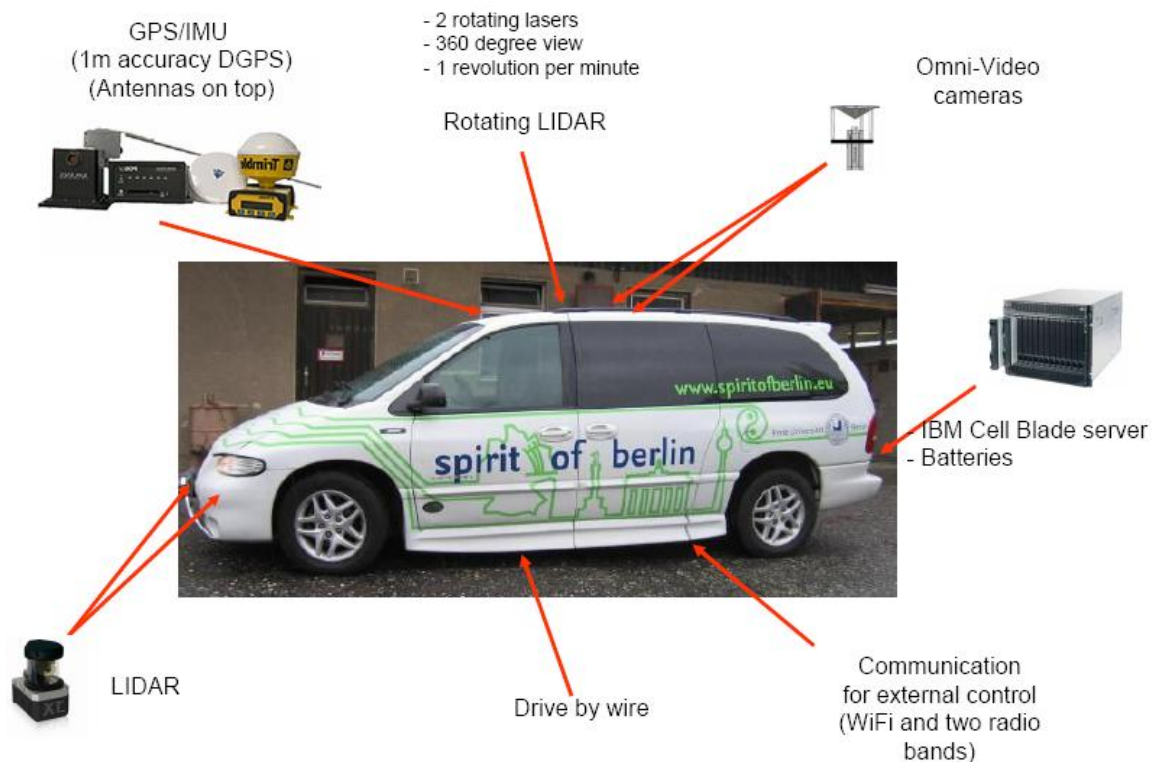 GPS/IMU
(1m accuracy DGPS)
(Antennas on top)
- 2 rotating lasers
- 360 degree view
- 1 revolution per minute
Rotating LIDAR
Omni-Video
cameras
Trimble
www.spiritofberlin.eu
spirit of berlin
- IBM Cell Blade server
- Batteries
XL
LIDAR
Drive by wire
Communication
for external control
(WiFi and two radio
bands)